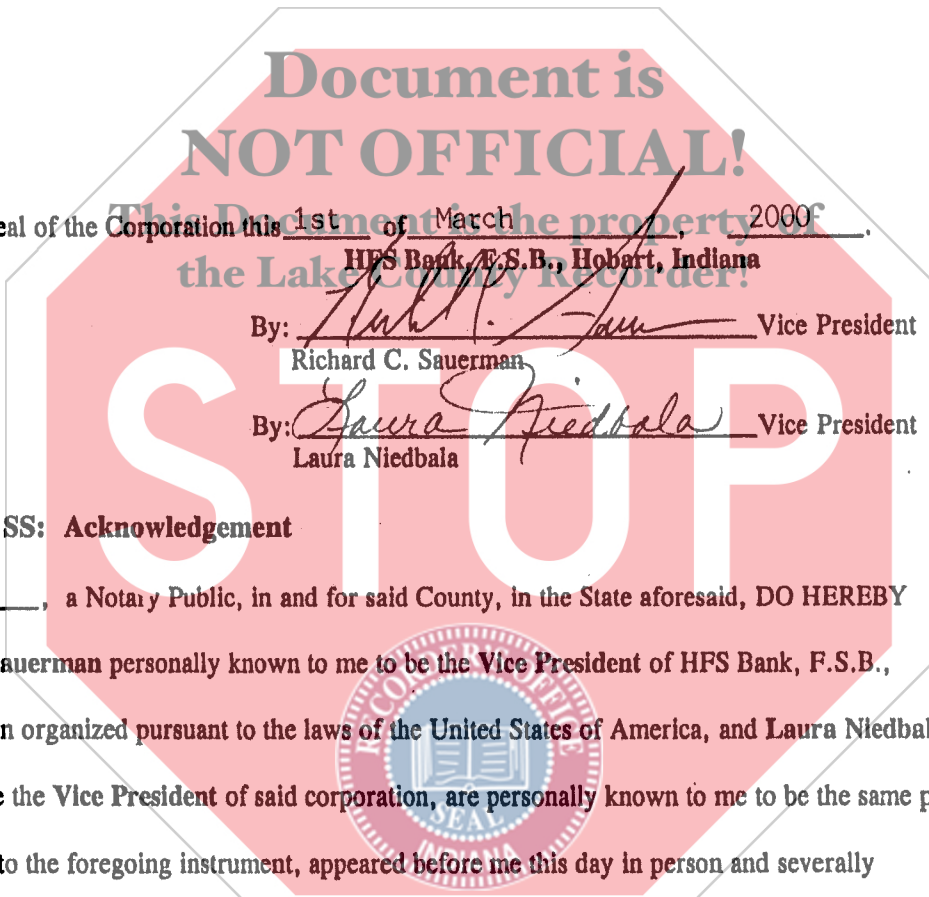 Document is
NOT OFFICIAL!
This Document is the property of
the Lake County Recorder!
eal of the Corporation this 1st of March, 2000.
HFS Bank, F.S.B., Hobart, Indiana
By: Vice President
Richard C. Sauerman
By: Laura Niedbala Vice President
Laura Niedbala
STOP
SS: Acknowledgement
____, a Notary Public, in and for said County, in the State aforesaid, DO HEREBY
auerman personally known to me to be the Vice President of HFS Bank, F.S.B.,
n organized pursuant to the laws of the United States of America, and Laura Niedbal
e the Vice President of said corporation, are personally known to me to be the same p
to the foregoing instrument, appeared before me this day in person and severally
RECORDER'S OFFICE
SEAL
INDIANA